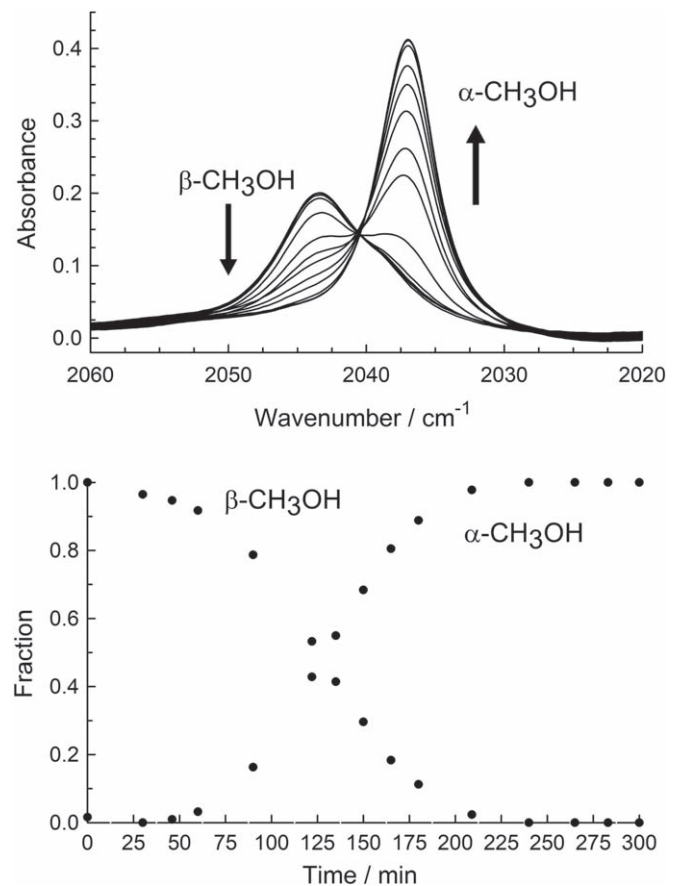 0.4
0.3
0.2
0.1
0.0
Absorbance
β-CH3OH
α-CH3OH
2060 2050 2040 2030 2020
Wavenumber / cm-1
1.0
0.8
0.6
0.4
0.2
0.0
Fraction
β-CH3OH
α-CH3OH
0 25 50 75 100 125 150 175 200 225 250 275 300
Time / min